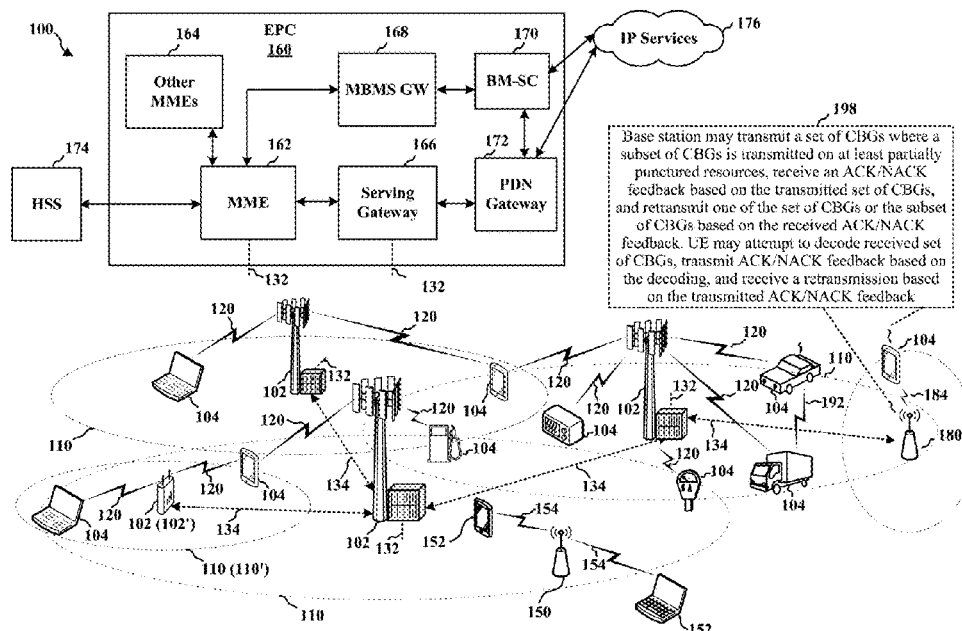 100
EPC
160
164
168
170
IP Services
176
Other
MMEs
MBMS GW
BM-SC
198
174
162
166
172
HSS
MME
Serving
Gateway
PDN
Gateway
Base station may transmit a set of CBGs where a
subset of CBGs is transmitted on at least partially
punctured resources, receive an ACK/NACK
feedback based on the transmitted set of CBGs,
and retransmit one of the set of CBGs or the subset
of CBGs based on the received ACK/NACK
feedback. UE may attempt to decode received set
of CBGs, transmit ACK/NACK feedback based on
the decoding, and receive a retransmission based
on the transmitted ACK/NACK feedback
132
132
120
120
120
120
104
102
132
104
110
104
120
102
132
120
104
192
184
104
120
120
104
104
110
134
120
134
180
120
104
134
104
104
120
102 (102')
134
102
132
152
154
154
110 (110')
150
110
152